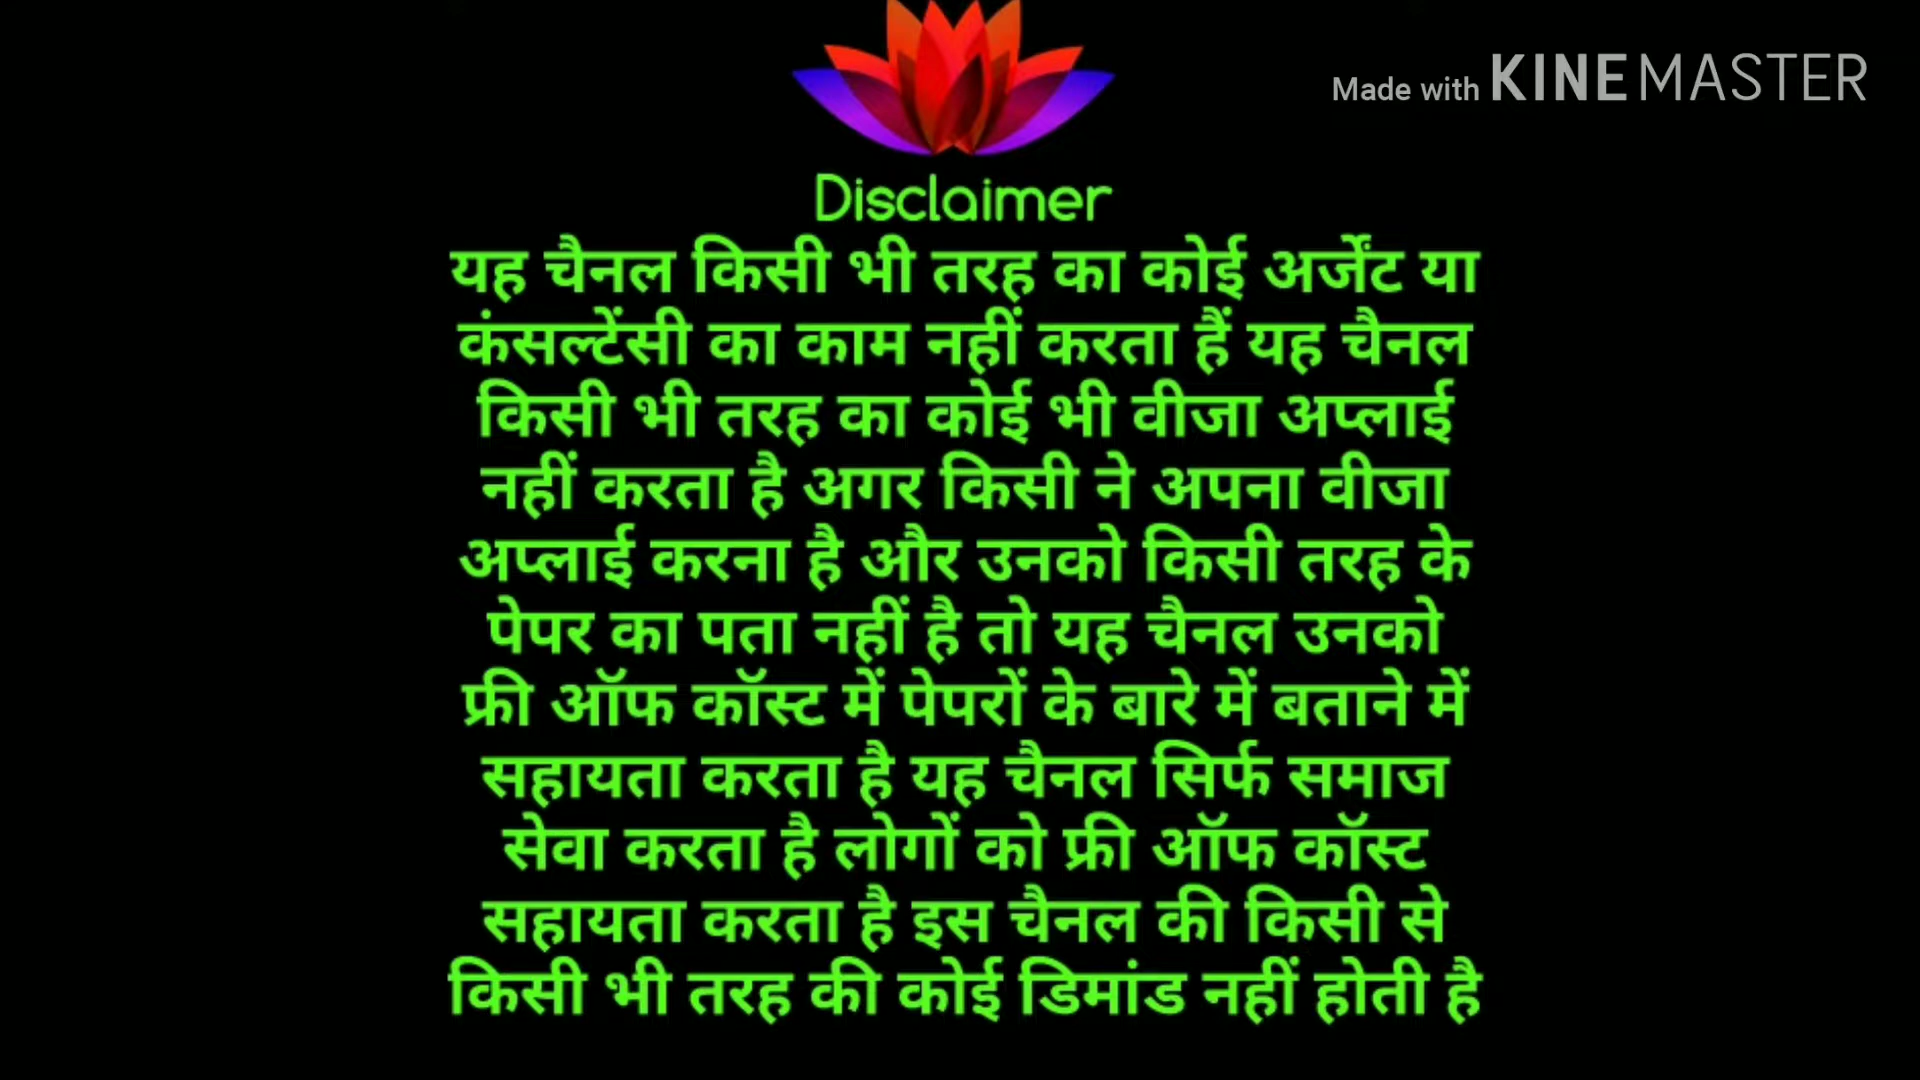 Made with KINEMASTER
Disclaimer
यह चैनल किसी भी तरह का कोई अर्जेंट या
कंसल्टेंसी का काम नहीं करता हैं यह चैनल
किसी भी तरह का कोई भी वीजा अप्लाई
नहीं करता है अगर किसी ने अपना वीजा
अप्लाई करना है और उनको किसी तरह के
पेपर का पता नहीं है तो यह चैनल उनको
फ्री ऑफ कॉस्ट में पेपरों के बारे में बताने में
सहायता करता है यह चैनल सिर्फ समाज
सेवा करता है लोगों को फ्री ऑफ कॉस्ट
सहायता करता है इस चैनल की किसी से
किसी भी तरह की कोई डिमांड नहीं होती है